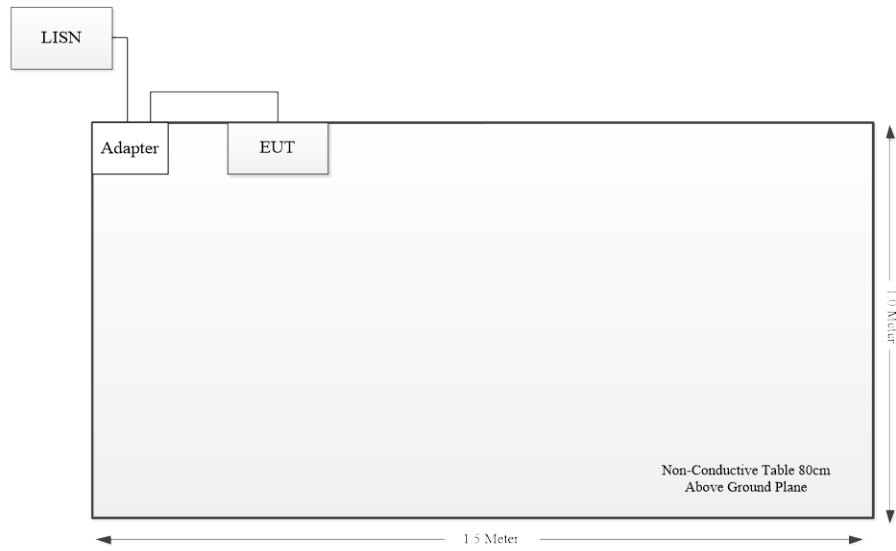 LISN
Adapter
EUT
1.0 Meter
Non-Conductive Table 80cm
Above Ground Plane
1.5 Meter